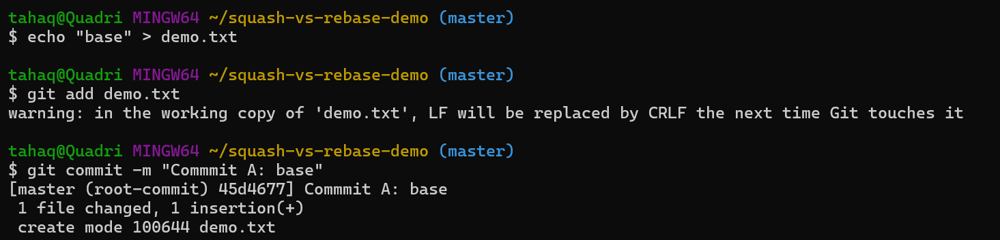 tahaq@Quadri MINGW64 ~/squash-vs-rebase-demo (master)
$ echo "base" > demo.txt
tahaq@Quadri MINGW64 ~/squash-vs-rebase-demo (master)
$ git add demo.txt
warning: in the working copy of 'demo.txt', LF will be replaced by CRLF the next time Git touches it
tahaq@Quadri MINGW64 ~/squash-vs-rebase-demo (master)
$ git commit -m "Commmit A: base"
[master (root-commit) 45d4677] Commmit A: base
 1 file changed, 1 insertion(+)
 create mode 100644 demo.txt